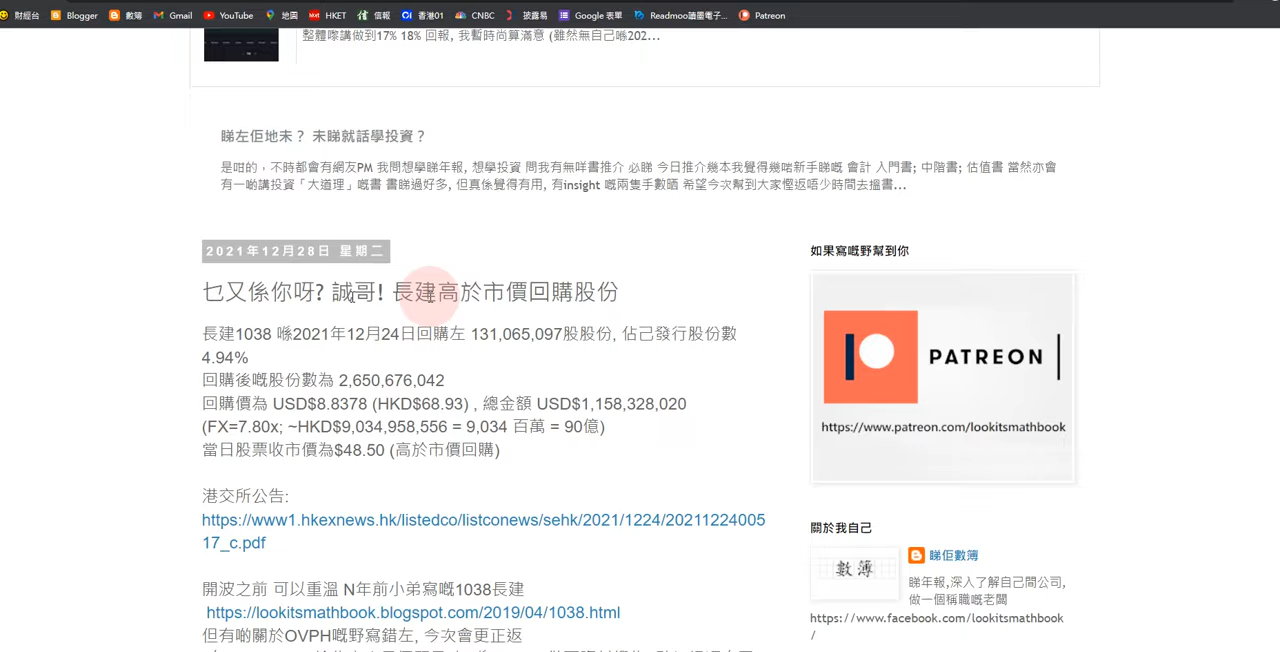 財經台 Blogger 數簿 Gmail YouTube 地圖 HKET 信報 香港01 CNBC 披露易 Google 表單 Readmoo讀墨電子... Patreon
整體嚟講做到17% 18% 回報, 我暫時尚算滿意 (雖然無自己喺202...
睇左佢地未？ 未睇就話學投資？
是咁的，不時都會有網友PM 我問想學睇年報, 想學投資 問我有無咩書推介 必睇 今日推介幾本我覺得幾啱新手睇嘅 會計 入門書; 中階書; 估值書 當然亦會
有一啲講投資「大道理」嘅書 書睇過好多, 但真係覺得有用, 有insight 嘅兩隻手數晒 希望今次幫到大家慳返唔少時間去搵書...
2021年12月28日 星期二
乜又係你呀? 誠哥! 長建高於市價回購股份
長建1038 喺2021年12月24日回購左 131,065,097股股份, 佔己發行股份數
4.94%
回購後嘅股份數為 2,650,676,042
回購價為 USD$8.8378 (HKD$68.93) , 總金額 USD$1,158,328,020
(FX=7.80x; ~HKD$9,034,958,556 = 9,034 百萬 = 90億)
當日股票收市價為$48.50 (高於市價回購)
港交所公告:
https://www1.hkexnews.hk/listedco/listconews/sehk/2021/1224/20211224005
17_c.pdf
開波之前 可以重溫 N年前小弟寫嘅1038長建
https://lookitsmathbook.blogspot.com/2019/04/1038.html
但有啲關於OVPH嘅野寫錯左, 今次會更正返
如果寫嘅野幫到你
PATREON
https://www.patreon.com/lookitsmathbook
關於我自己
數簿
睇佢數簿
睇年報,深入了解自己間公司,
做一個稱職嘅老闆
https://www.facebook.com/lookitsmathbook
/